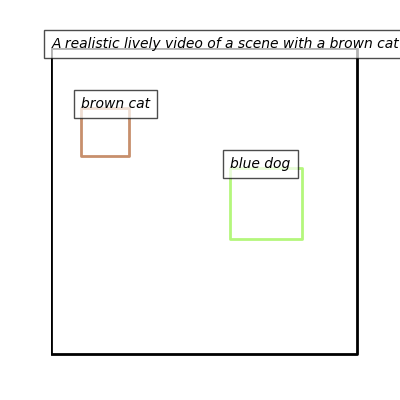 A realistic lively video of a scene with a brown cat
brown cat
blue dog